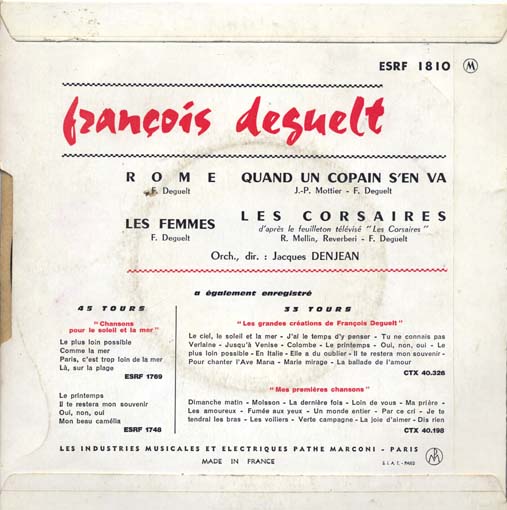 ESRF 1810 M
françois deguelt
ROME
F. Deguelt
QUAND UN COPAIN S'EN VA
J.-P. Mottier - F. Deguelt
LES FEMMES
F. Deguelt
LES CORSAIRES
d'après le feuilleton télévisé "Les Corsaires"
R. Mellin, Reverberi - F. Deguelt
Orch., dir. : Jacques DENJEAN
a également enregistré
45 TOURS
"Chansons
pour le soleil et la mer"
Le plus loin possible
Comme la mer
Paris, c'est trop loin de la mer
Là, sur la plage
ESRF 1769
Le printemps
Il te restera mon souvenir
Oui, non, oui
Mon beau camélia
ESRF 1748
33 TOURS
"Les grandes créations de François Deguelt"
Le ciel, le soleil et la mer - J'ai le temps d'y penser - Tu ne connais pas
Verlaine - Jusqu'à Venise - Colombe - Le printemps - Oui, non, oui - Le
plus loin possible - En Italie - Elle a du oublier - Il te restera mon souvenir -
Pour chanter l'Ave Maria - Marie mirage - La ballade de l'amour
CTX 40.326
"Mes premières chansons"
Dimanche matin - Moisson - La dernière fois - Loin de vous - Ma prière -
Les amoureux - Fumée aux yeux - Un monde entier - Par ce cri - Je te
tendrai les bras - Les voiliers - Verte campagne - La joie d'aimer - Dis rien
CTX 40.198
LES INDUSTRIES MUSICALES ET ELECTRIQUES PATHE MARCONI - PARIS
MADE IN FRANCE
S.I.A.T. - PARIS